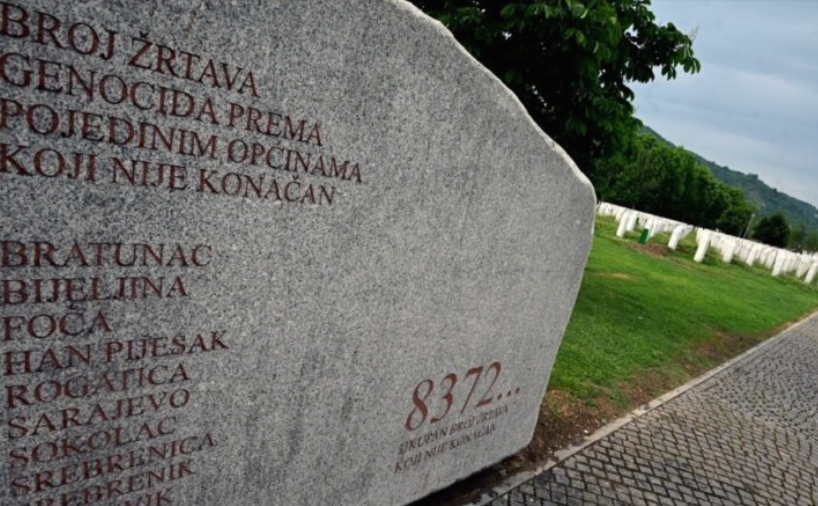 BROJ ŽRTAVA
GENOCIDA PREMA
POJEDINIM OPĆINAMA
KOJI NIJE KONAČAN
BRATUNAC
BIJELJINA
FOČA
HAN PIJESAK
ROGATICA
SARAJEVO
SOKOLAC
SREBRENICA
SREBRENIK
8372...
UKUPAN BROJ ŽRTAVA
KOJI NIJE KONAČAN